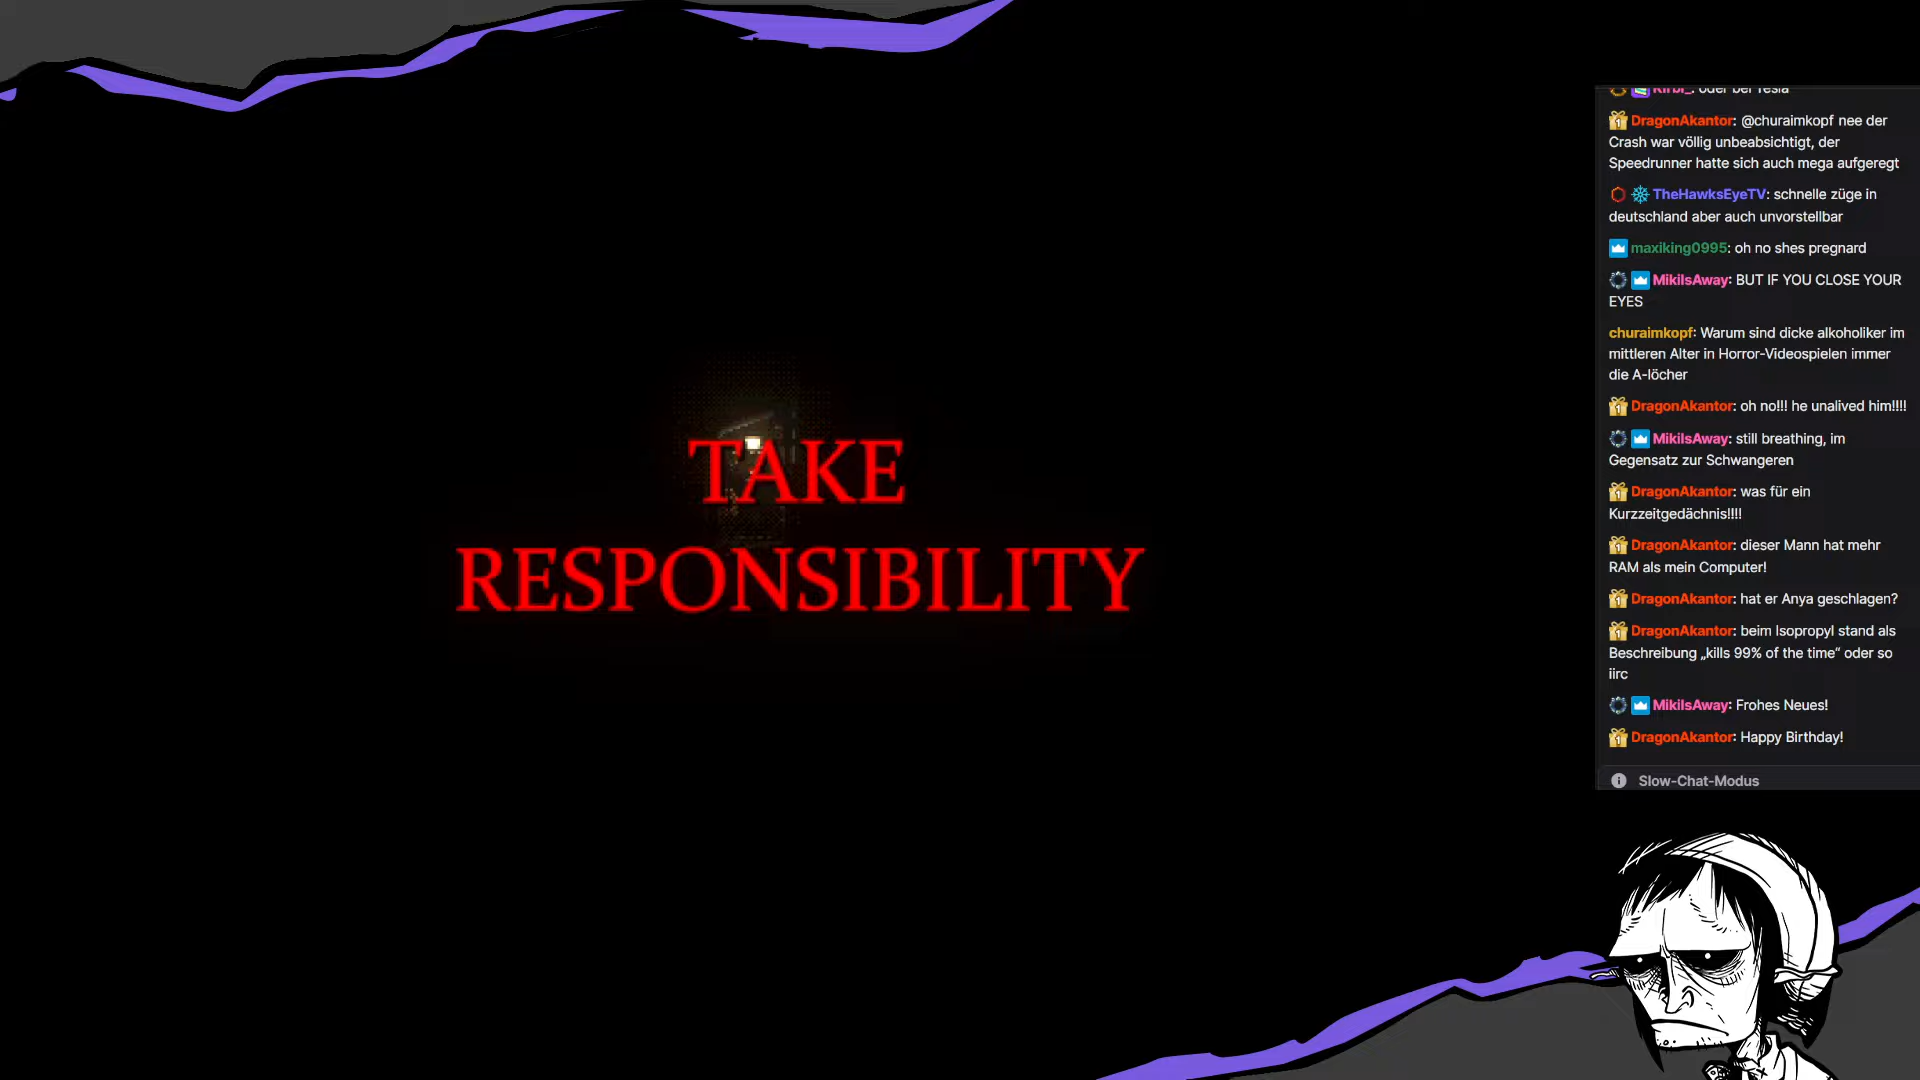 TAKE
RESPONSIBILITY
Kirbi_: oder bei Tesla
DragonAkantor: @churaimkopf nee der
Crash war völlig unbeabsichtigt, der
Speedrunner hatte sich auch mega aufgeregt
TheHawksEyeTV: schnelle züge in
deutschland aber auch unvorstellbar
maxiking0995: oh no shes pregnard
MikilsAway: BUT IF YOU CLOSE YOUR
EYES
churaimkopf: Warum sind dicke alkoholiker im
mittleren Alter in Horror-Videospielen immer
die A-löcher
DragonAkantor: oh no!!! he unalived him!!!!
MikilsAway: still breathing, im
Gegensatz zur Schwangeren
DragonAkantor: was für ein
Kurzzeitgedächnis!!!!
DragonAkantor: dieser Mann hat mehr
RAM als mein Computer!
DragonAkantor: hat er Anya geschlagen?
DragonAkantor: beim Isopropyl stand als
Beschreibung „kills 99% of the time“ oder so
iirc
MikilsAway: Frohes Neues!
DragonAkantor: Happy Birthday!
Slow-Chat-Modus